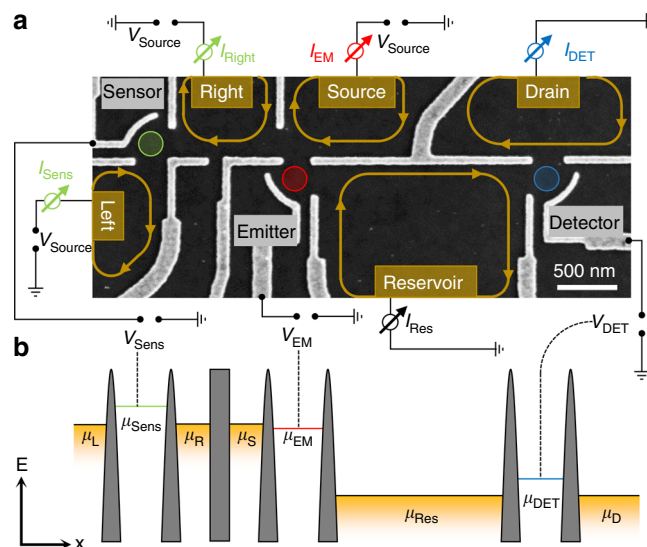 a
V_Source
I_Right
I_EM
V_Source
I_DET
Sensor
Right
Source
Drain
I_Sens
Left
V_Source
Emitter
Detector
Reservoir
500 nm
I_Res
V_Sens
V_EM
V_DET
b
μ_L
μ_Sens
μ_R
μ_S
μ_EM
μ_Res
μ_DET
μ_D
E
x